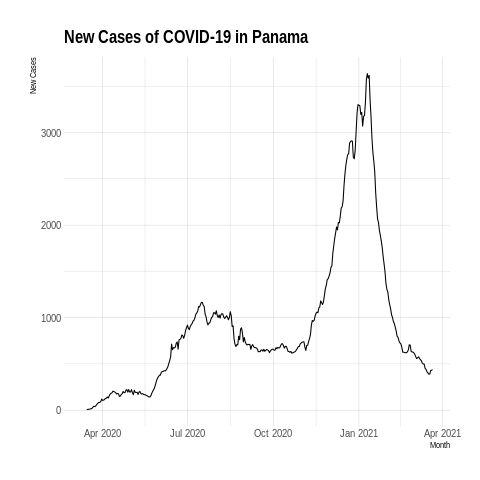 New Cases of COVID-19 in Panama
New Cases
3000
2000
1000
0
Apr 2020 Jul 2020 Oct 2020 Jan 2021 Apr 2021
Month